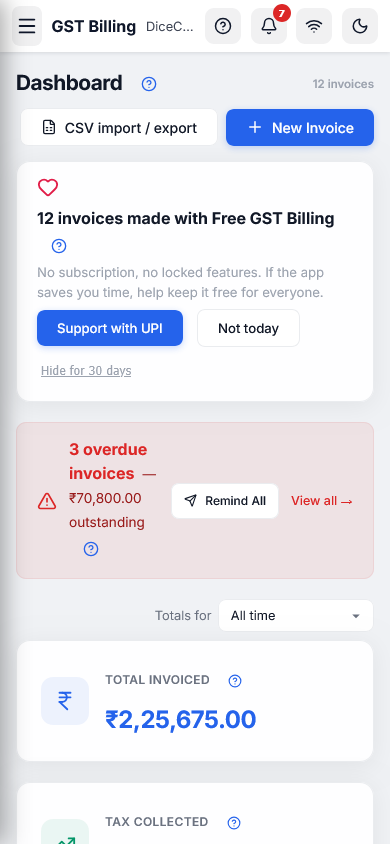 GST Billing DiceC... 7
Dashboard 12 invoices
CSV import / export New Invoice
12 invoices made with Free GST Billing
No subscription, no locked features. If the app
saves you time, help keep it free for everyone.
Support with UPI Not today
Hide for 30 days
3 overdue
invoices —
₹70,800.00
outstanding
Remind All View all →
Totals for All time
TOTAL INVOICED
₹2,25,675.00
TAX COLLECTED